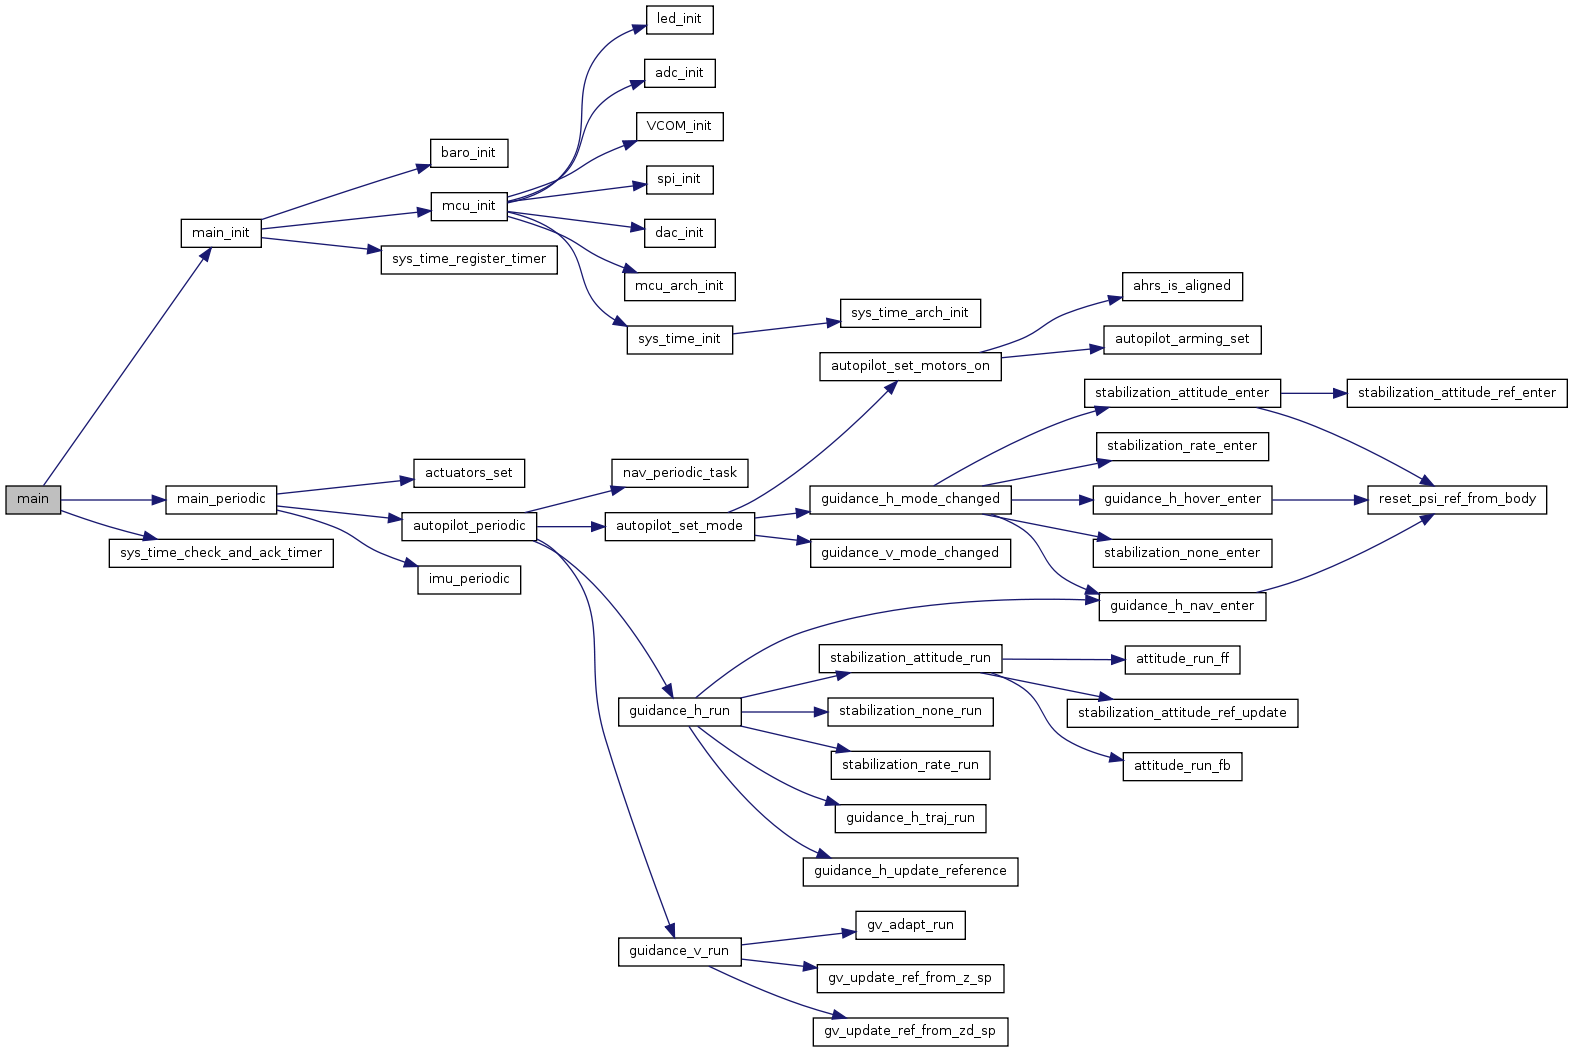 led_init
adc_init
VCOM_init
baro_init
spi_init
mcu_init
main_init
dac_init
sys_time_register_timer
mcu_arch_init
ahrs_is_aligned
sys_time_arch_init
sys_time_init
autopilot_arming_set
autopilot_set_motors_on
stabilization_attitude_enter
stabilization_attitude_ref_enter
stabilization_rate_enter
actuators_set
nav_periodic_task
main
main_periodic
guidance_h_mode_changed
guidance_h_hover_enter
reset_psi_ref_from_body
autopilot_periodic
autopilot_set_mode
sys_time_check_and_ack_timer
guidance_v_mode_changed
stabilization_none_enter
imu_periodic
guidance_h_nav_enter
stabilization_attitude_run
attitude_run_ff
guidance_h_run
stabilization_none_run
stabilization_attitude_ref_update
stabilization_rate_run
attitude_run_fb
guidance_h_traj_run
guidance_h_update_reference
gv_adapt_run
guidance_v_run
gv_update_ref_from_z_sp
gv_update_ref_from_zd_sp